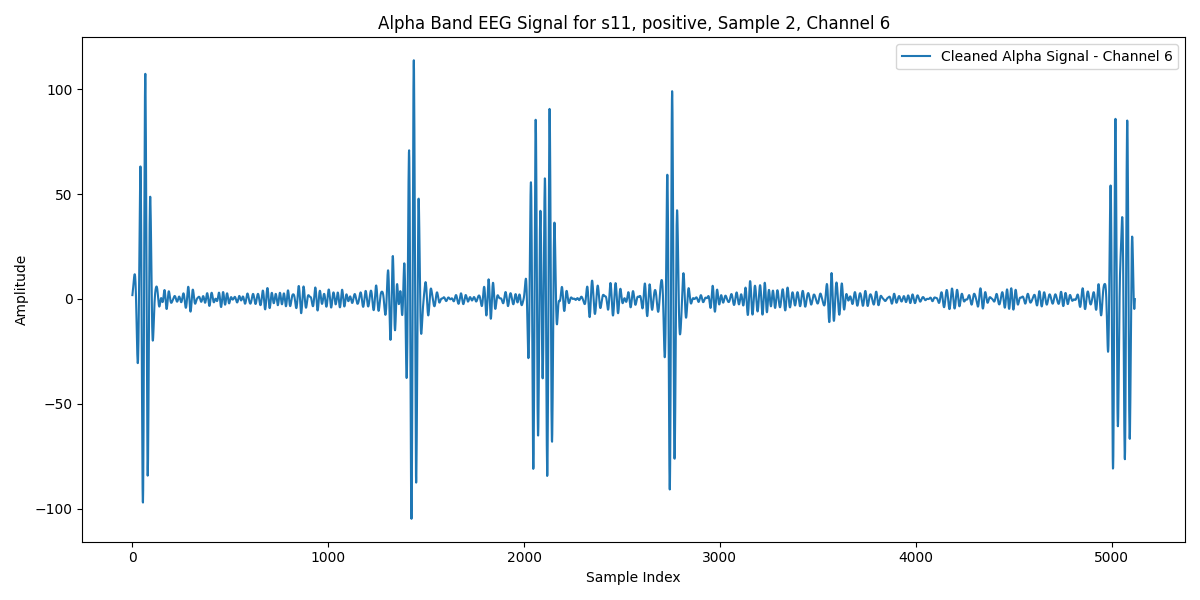 Alpha Band EEG Signal for s11, positive, Sample 2, Channel 6
Cleaned Alpha Signal - Channel 6
Amplitude
100
50
0
−50
−100
0 1000 2000 3000 4000 5000
Sample Index